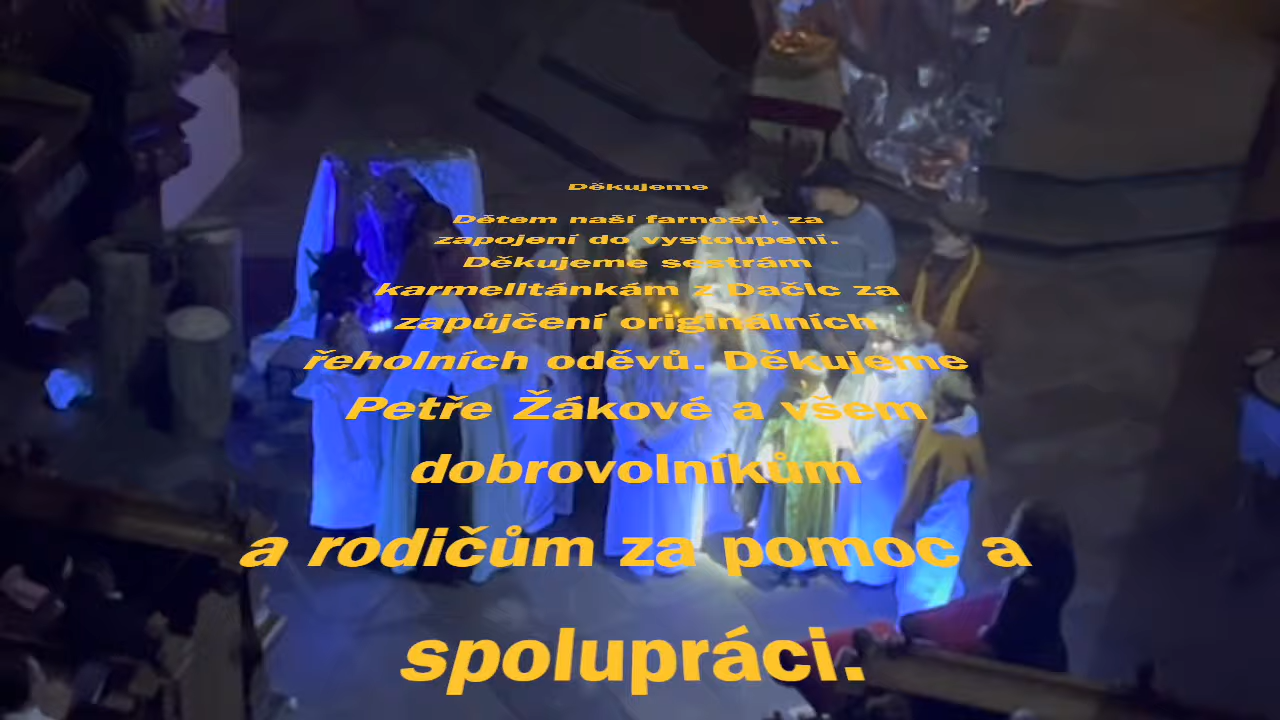 Děkujeme
Dětem naší farnosti, za
zapojení do vystoupení.
Děkujeme sestrám
karmelitánkám z Dačic za
zapůjčení originálních
řeholních oděvů. Děkujeme
Petře Žákové a všem
dobrovolníkům
a rodičům za pomoc a
spolupráci.